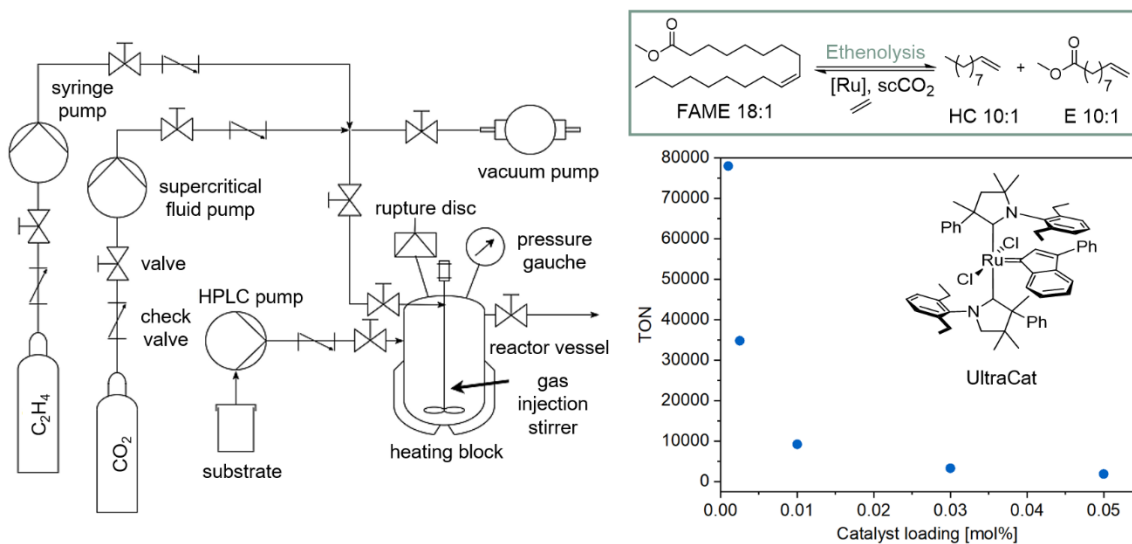 syringe
pump
supercritical
fluid pump
valve
check
valve
C2H4
CO2
HPLC pump
substrate
vacuum pump
rupture disc
pressure
gauche
reactor vessel
gas
injection
stirrer
heating block
O
O
FAME 18:1
Ethenolysis
[Ru], scCO2
7
HC 10:1
+
O
O
7
E 10:1
80000
70000
60000
50000
40000
30000
20000
10000
0
TON
0.00
0.01
0.02
0.03
0.04
0.05
Catalyst loading [mol%]
N
Ph
Cl
Ph
Ru
Cl
N
Ph
UltraCat